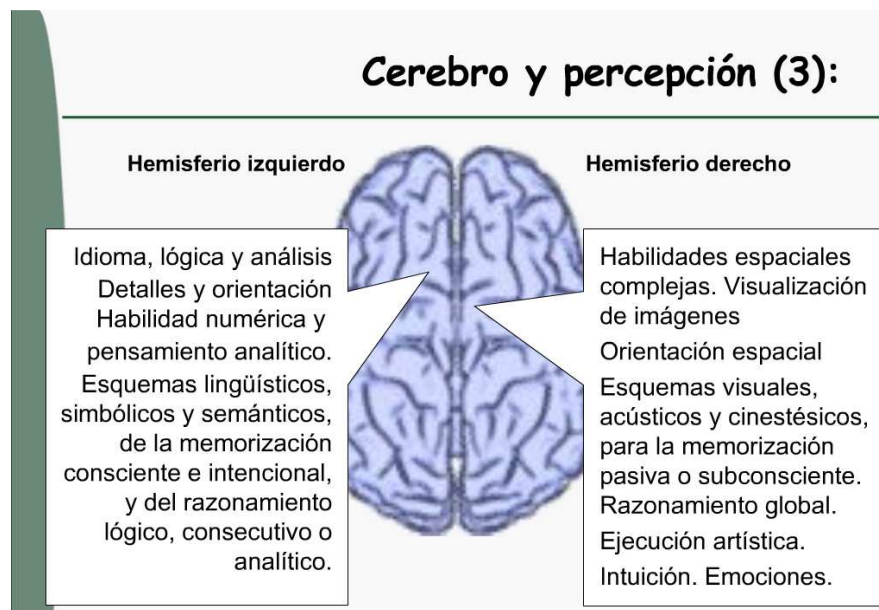 Cerebro y percepción (3):
Hemisferio izquierdo
Idioma, lógica y análisis
Detalles y orientación
Habilidad numérica y
pensamiento analítico.
Esquemas lingüísticos,
simbólicos y semánticos,
de la memorización
consciente e intencional,
y del razonamiento
lógico, consecutivo o
analítico.
Hemisferio derecho
Habilidades espaciales
complejas. Visualización
de imágenes
Orientación espacial
Esquemas visuales,
acústicos y cinestésicos,
para la memorización
pasiva o subconsciente.
Razonamiento global.
Ejecución artística.
Intuición. Emociones.